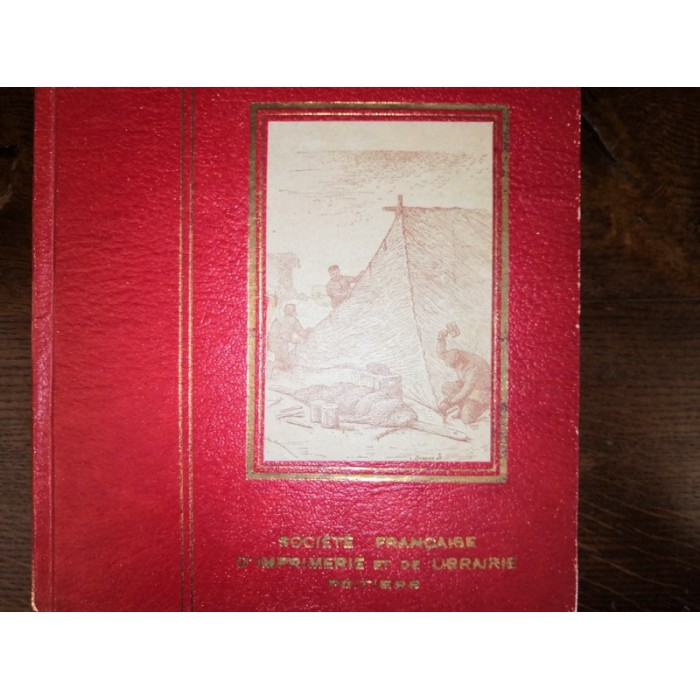 SOCIÉTÉ FRANÇAISE
D'IMPRIMERIE ET DE LIBRAIRIE
POITIERS